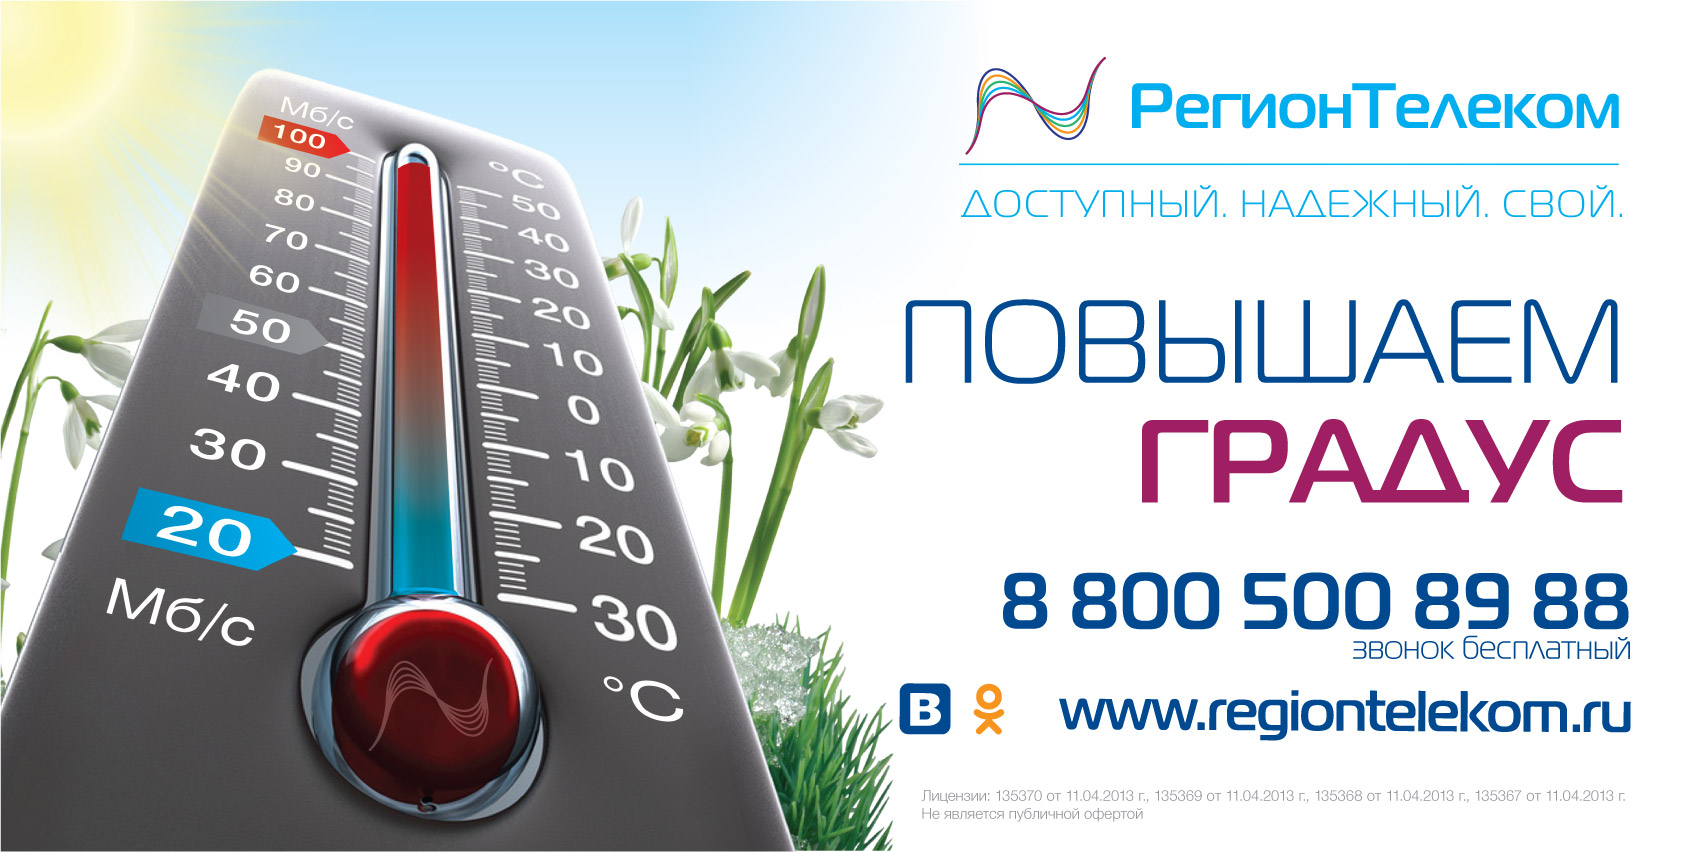 Мб/с
100
90
80
70
60
50
40
30
20
Мб/с
°C
50
40
30
20
10
0
10
20
30
°C
РегионТелеком
ДОСТУПНЫЙ. НАДЕЖНЫЙ. СВОЙ.
ПОВЫШАЕМ
ГРАДУС
8 800 500 89 88
звонок бесплатный
В
www.regiontelekom.ru
Лицензии: 135370 от 11.04.2013 г., 135369 от 11.04.2013 г., 135368 от 11.04.2013 г., 135367 от 11.04.2013 г.
Не является публичной офертой